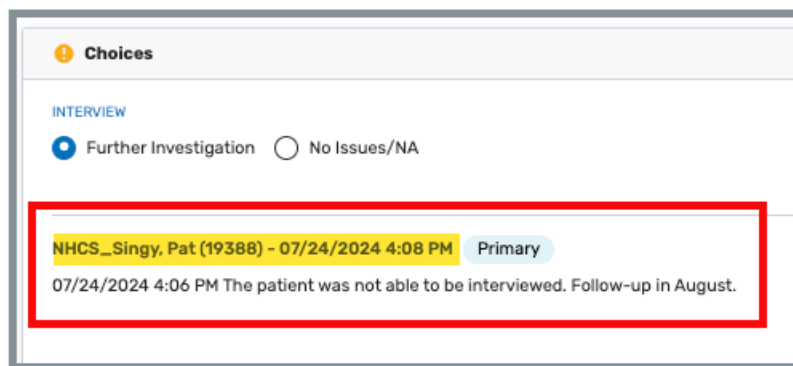 Choices
INTERVIEW
Further Investigation No Issues/NA
NHCS_Singy, Pat (19388) - 07/24/2024 4:08 PM Primary
07/24/2024 4:06 PM The patient was not able to be interviewed. Follow-up in August.